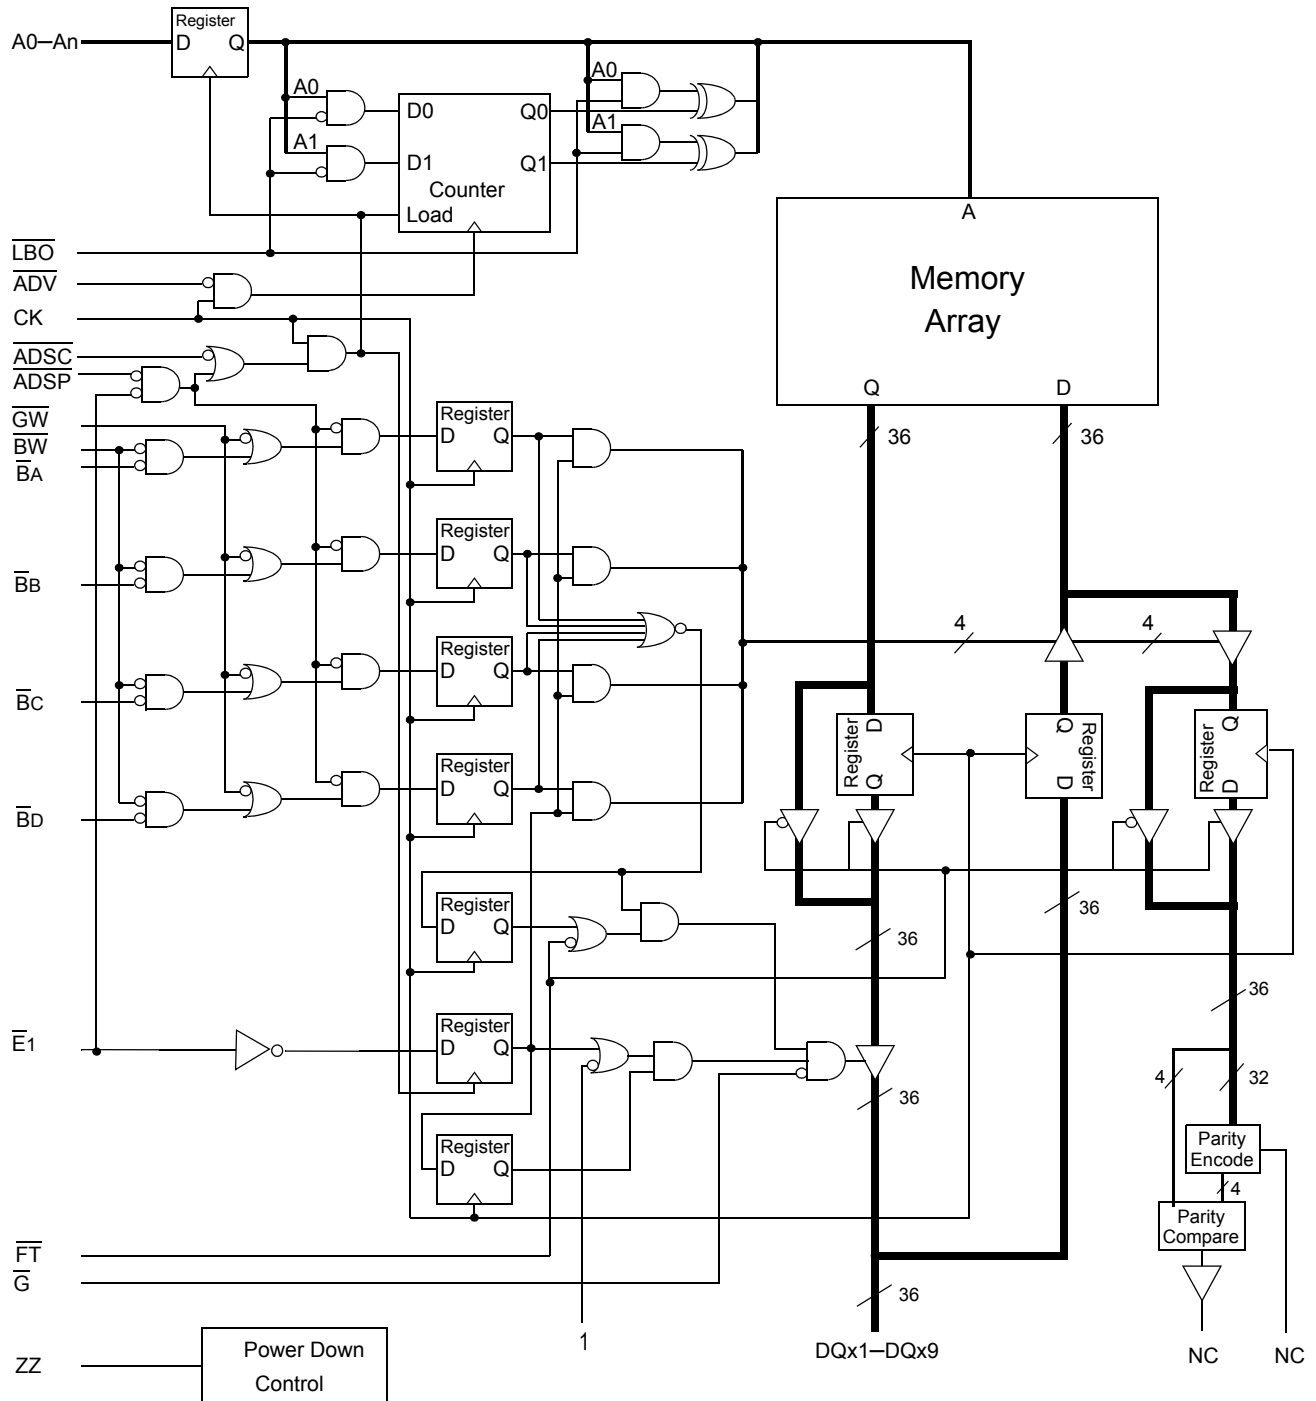 Register
A0–An
D Q
A0
A0
D0
Q0
A1
A1
D1
Q1
Counter
Load
A
LBO
ADV
Memory
Array
CK
ADSC
ADSP
Q
D
GW
BW
BA
Register
D Q
36
36
Register
D Q
BB
4
4
Register
D Q
BC
D
Register
Q
Q
Register
D
Q
Register
D
Register
D Q
BD
Register
D Q
36
36
36
Register
D Q
E1
4
32
36
Register
D Q
Parity
Encode
4
Parity
Compare
FT
G
36
1
DQx1–DQx9
NC
NC
ZZ
Power Down
Control